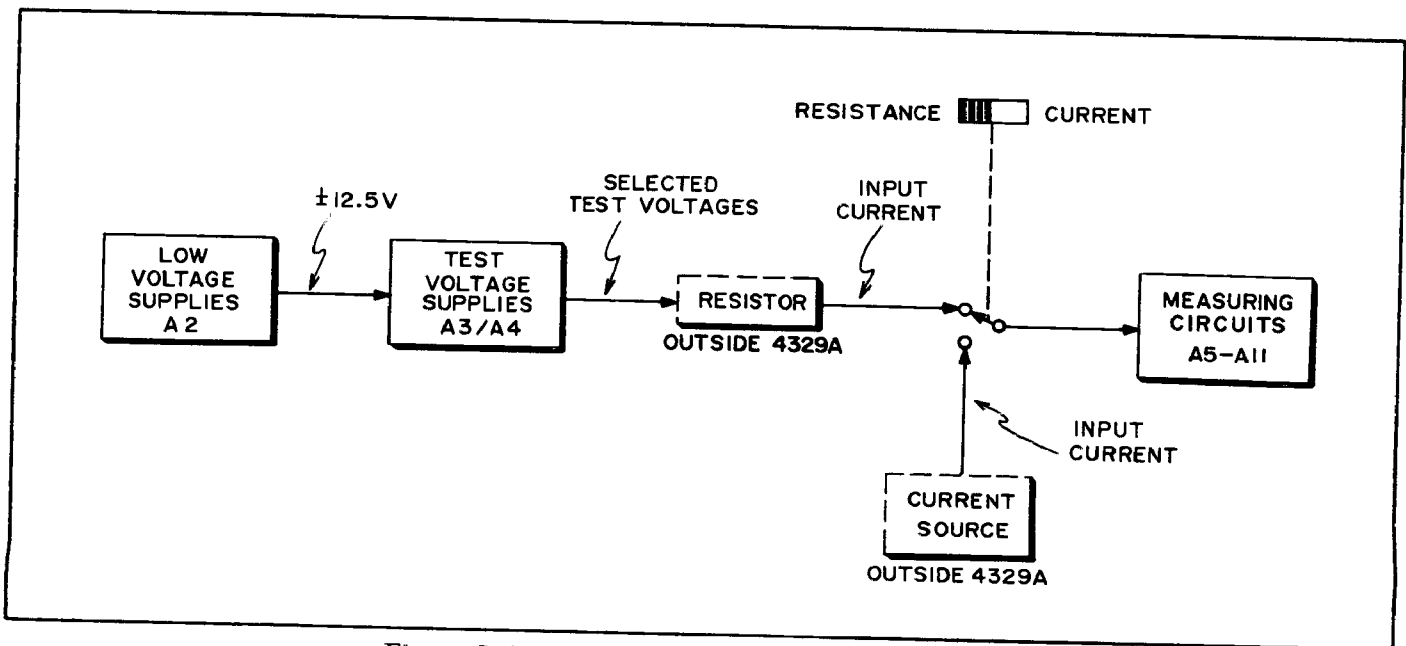 RESISTANCE CURRENT
±12.5V
SELECTED
TEST VOLTAGES
INPUT
CURRENT
LOW
VOLTAGE
SUPPLIES
A2
TEST
VOLTAGE
SUPPLIES
A3/A4
RESISTOR
OUTSIDE 4329A
MEASURING
CIRCUITS
A5-A11
INPUT
CURRENT
CURRENT
SOURCE
OUTSIDE 4329A